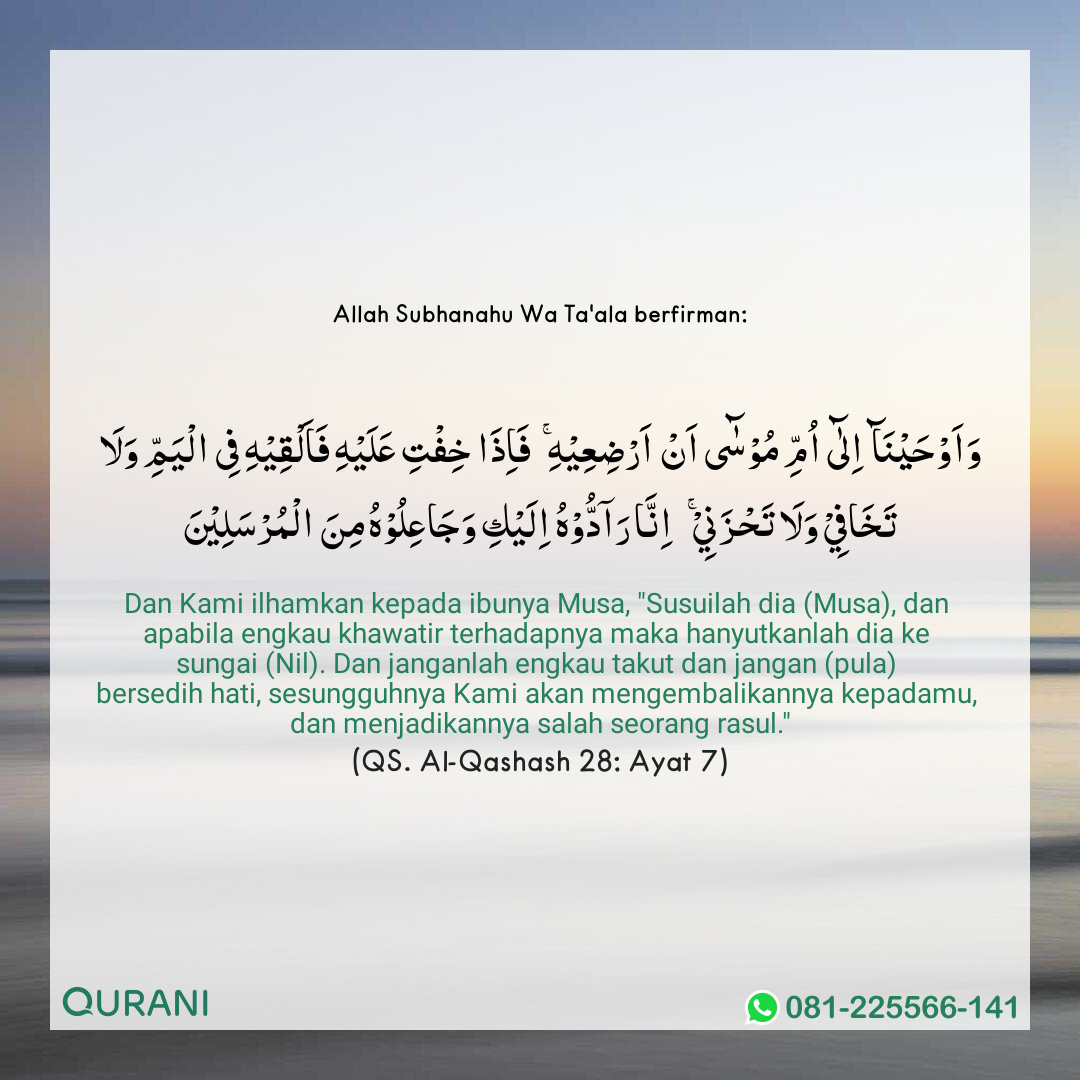 Allah Subhanahu Wa Ta'ala berfirman:
وَاَوْحَيْنَآ اِلٰٓى اُمِّ مُوْسٰٓى اَنْ اَرْضِعِيْهِۚ فَاِذَا خِفْتِ عَلَيْهِ فَاَلْقِيْهِ فِى الْيَمِّ وَلَا
تَخَافِيْ وَلَا تَحْزَنِيْۚ اِنَّا رَاۤدُّوْهُ اِلَيْكِ وَجَاعِلُوْهُ مِنَ الْمُرْسَلِيْنَ
Dan Kami ilhamkan kepada ibunya Musa, "Susuilah dia (Musa), dan
apabila engkau khawatir terhadapnya maka hanyutkanlah dia ke
sungai (Nil). Dan janganlah engkau takut dan jangan (pula)
bersedih hati, sesungguhnya Kami akan mengembalikannya kepadamu,
dan menjadikannya salah seorang rasul."
(QS. Al-Qashash 28: Ayat 7)
QURANI
081-225566-141